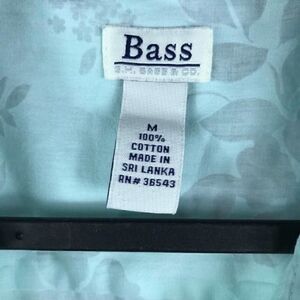 Bass
G.H. BASS & CO.
M
100%
COTTON
MADE IN
SRI LANKA
RN# 36543